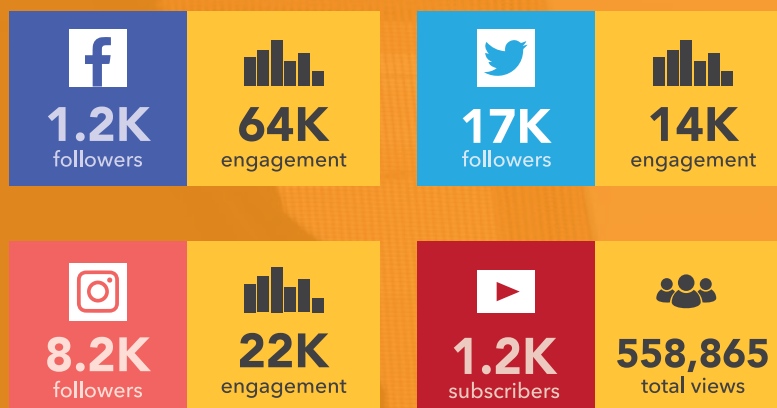 1.2K
followers
64K
engagement
17K
followers
14K
engagement
8.2K
followers
22K
engagement
1.2K
subscribers
558,865
total views